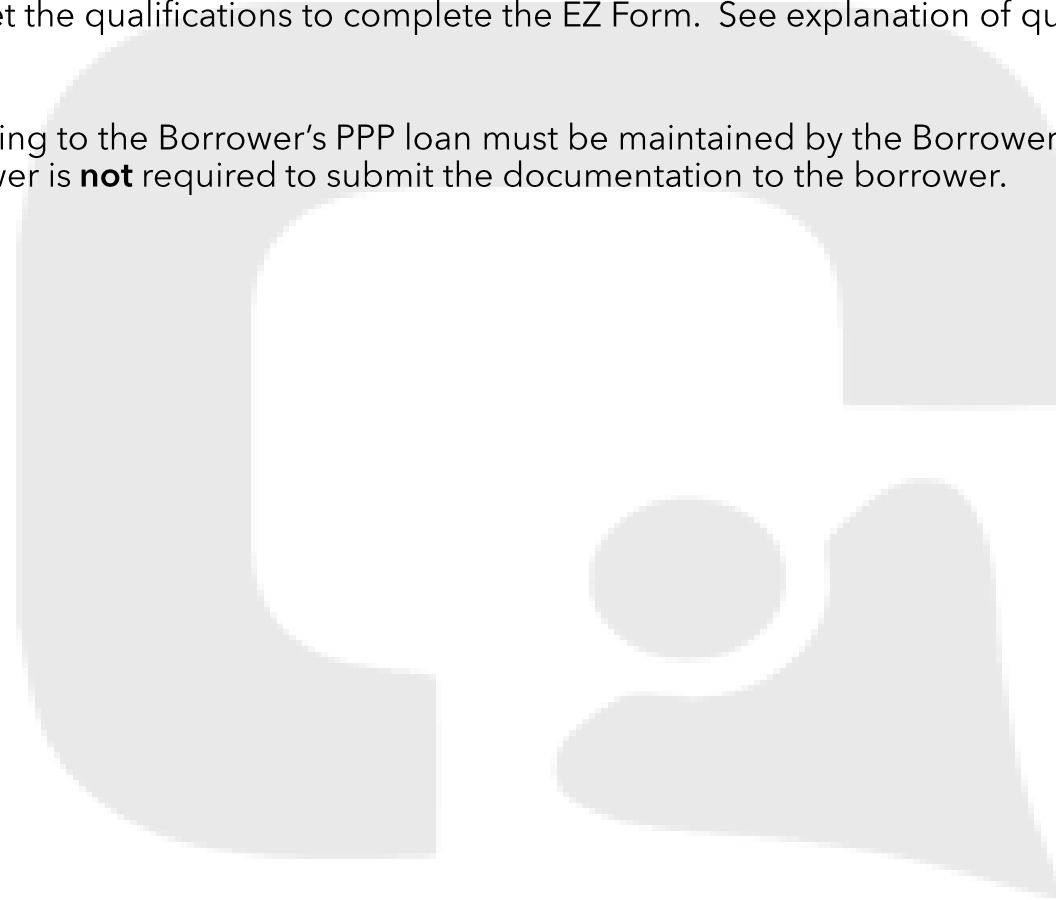 et the qualifications to complete the EZ Form.  See explanation of qu
ing to the Borrower’s PPP loan must be maintained by the Borrower
wer is not required to submit the documentation to the borrower.